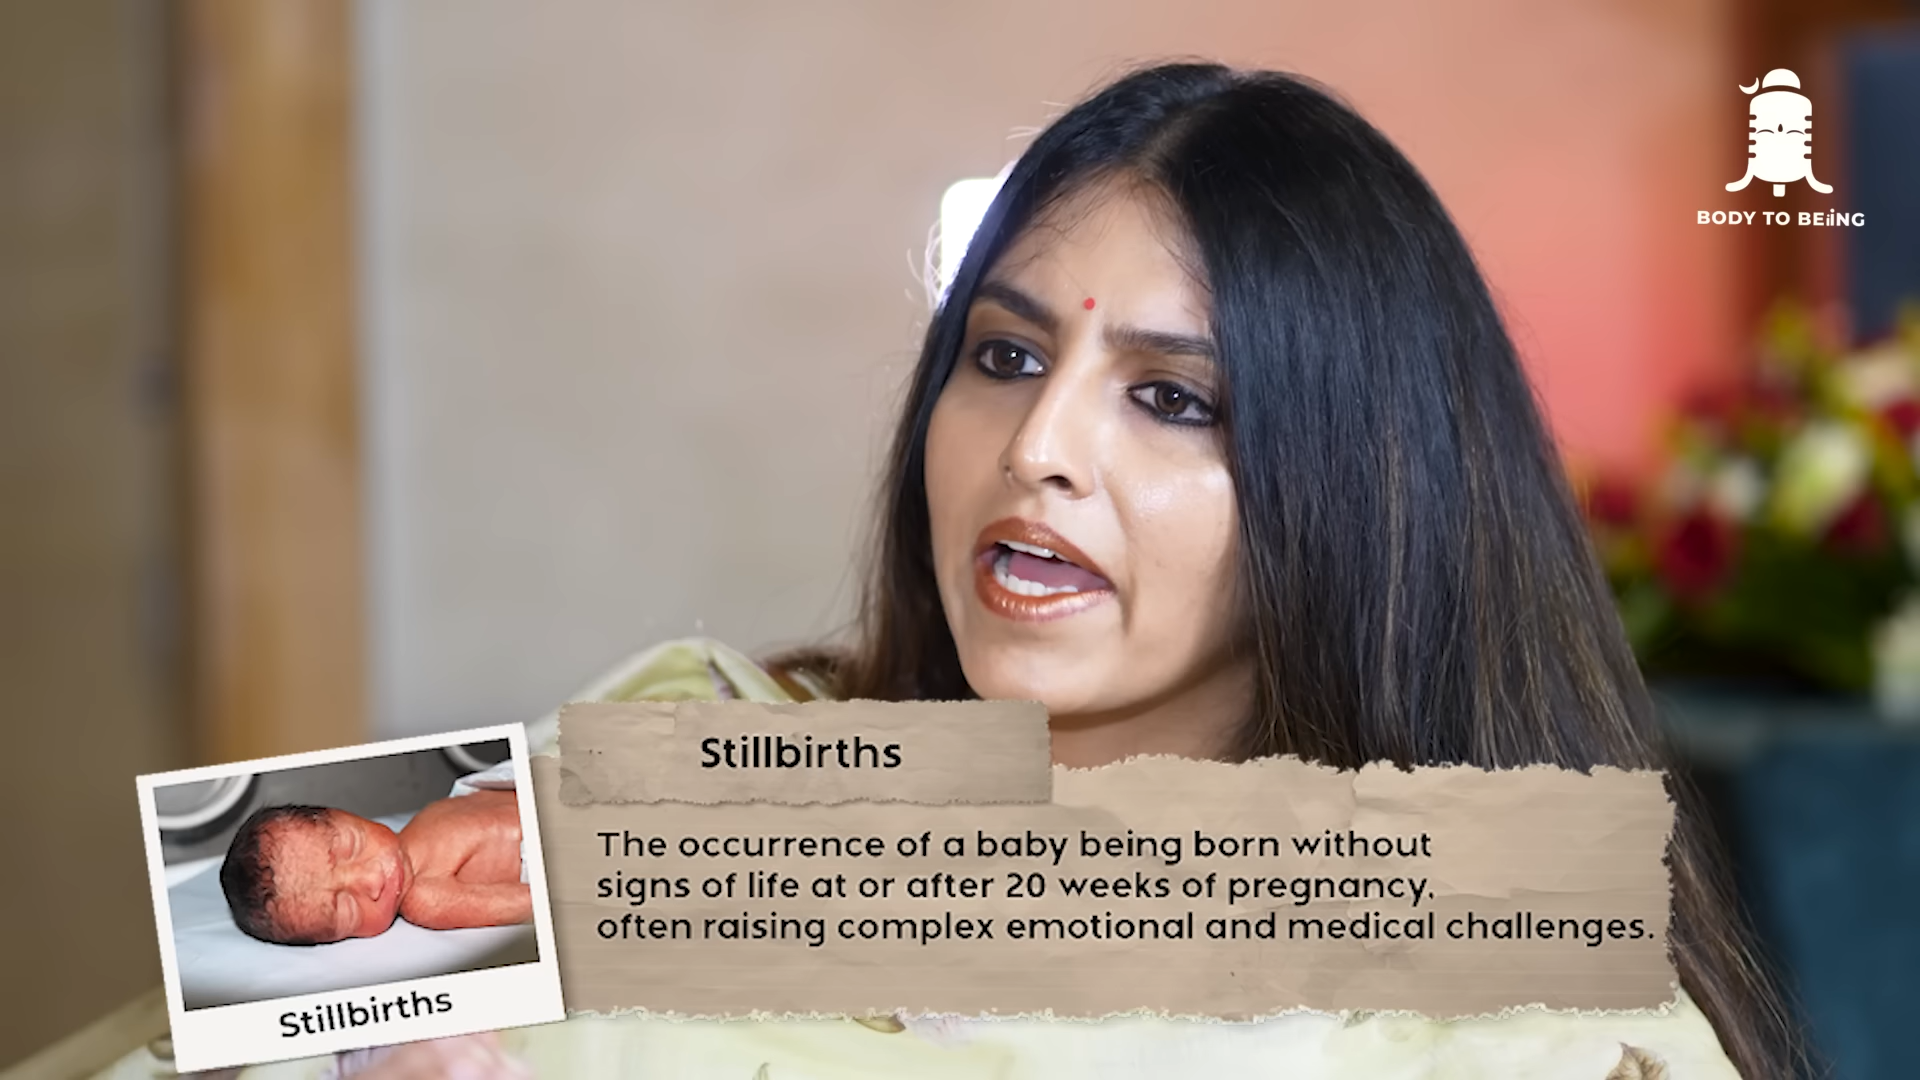 BODY TO BEiiNG
Stillbirths
The occurrence of a baby being born without
signs of life at or after 20 weeks of pregnancy.
often raising complex emotional and medical challenges.
Stillbirths